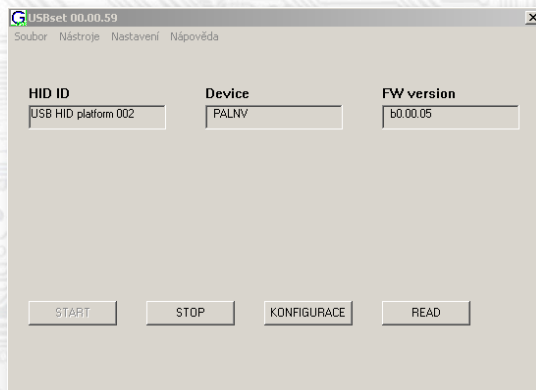 USBset 00.00.59
Soubor Nástroje Nastavení Nápověda
HID ID Device FW version
USB HID platform 002 PALNV b0.00.05
START STOP KONFIGURACE READ